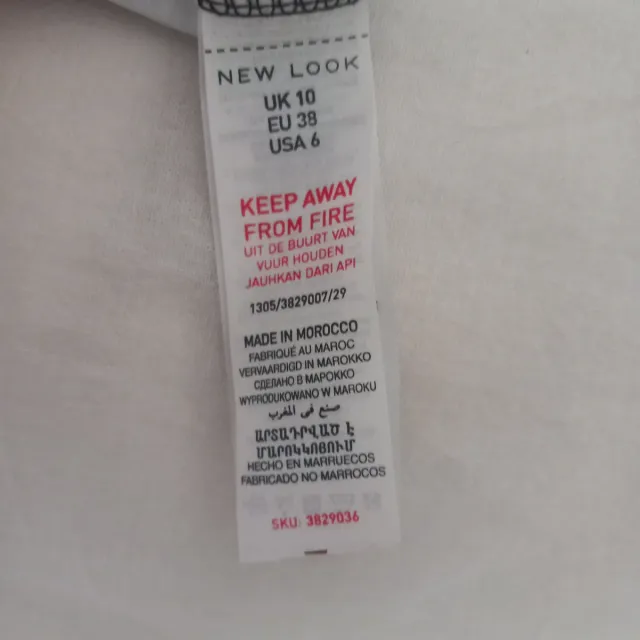 NEW LOOK
UK 10
EU 38
USA 6
KEEP AWAY
FROM FIRE
UIT DE BUURT VAN
VUUR HOUDEN
JAUHKAN DARI API
1305/3829007/29
MADE IN MOROCCO
FABRIQUÉ AU MAROC
VERVAARDIGD IN MAROKKO
СДЕЛАНО В МАРОККО
WYPRODUKOWANO W MAROKU
صنع في المغرب
ԱՐՏԱԴՐՎԱԾ Է
ՄԱՐՈԿԿՈՅՈՒՄ
HECHO EN MARRUECOS
FABRICADO NO MARROCOS
SKU: 3829036